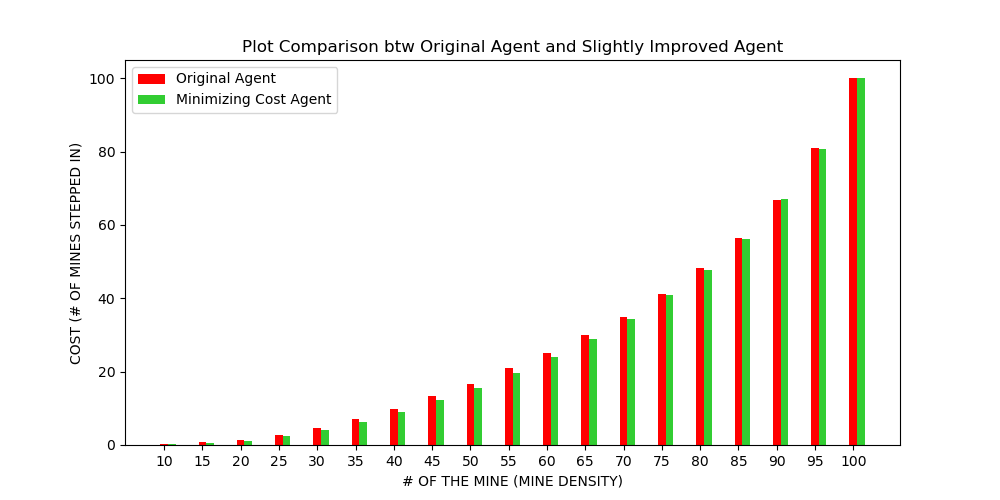 Plot Comparison btw Original Agent and Slightly Improved Agent
Original Agent
Minimizing Cost Agent
COST (# OF MINES STEPPED IN)
100
80
60
40
20
0
10 15 20 25 30 35 40 45 50 55 60 65 70 75 80 85 90 95 100
# OF THE MINE (MINE DENSITY)